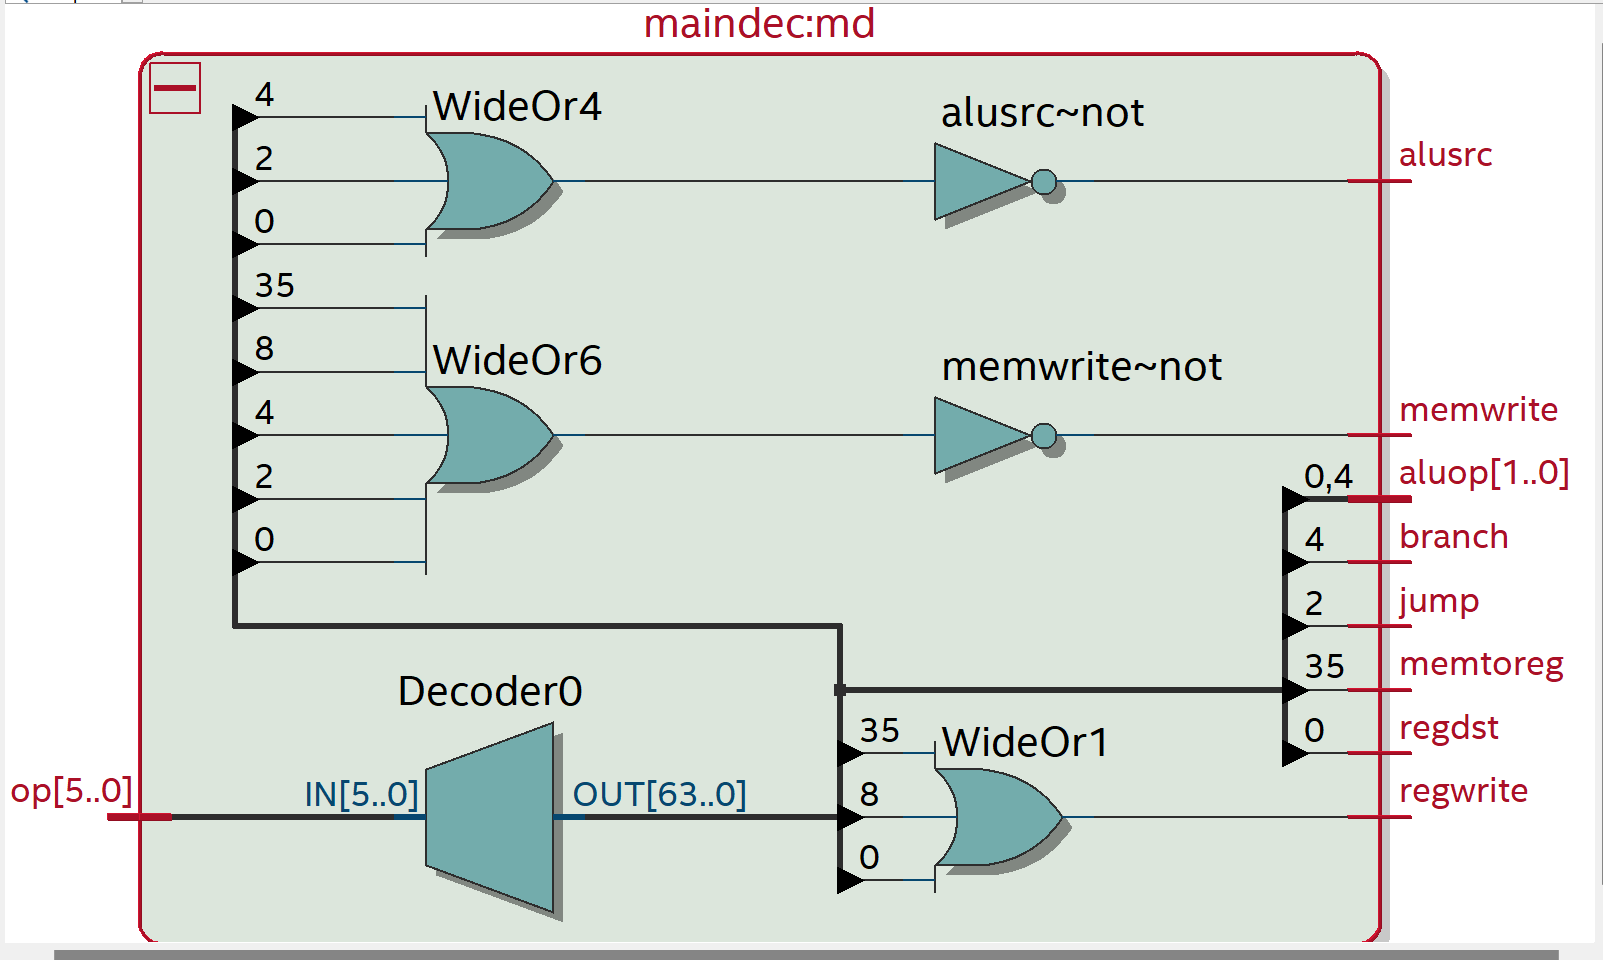 maindec:md
4
WideOr4
alusrc~not
2
alusrc
0
35
8
WideOr6
memwrite~not
4
memwrite
2
0,4
aluop[1..0]
0
4
branch
2
jump
35
memtoreg
Decoder0
0
regdst
35
WideOr1
op[5..0]
IN[5..0]
OUT[63..0]
8
regwrite
0